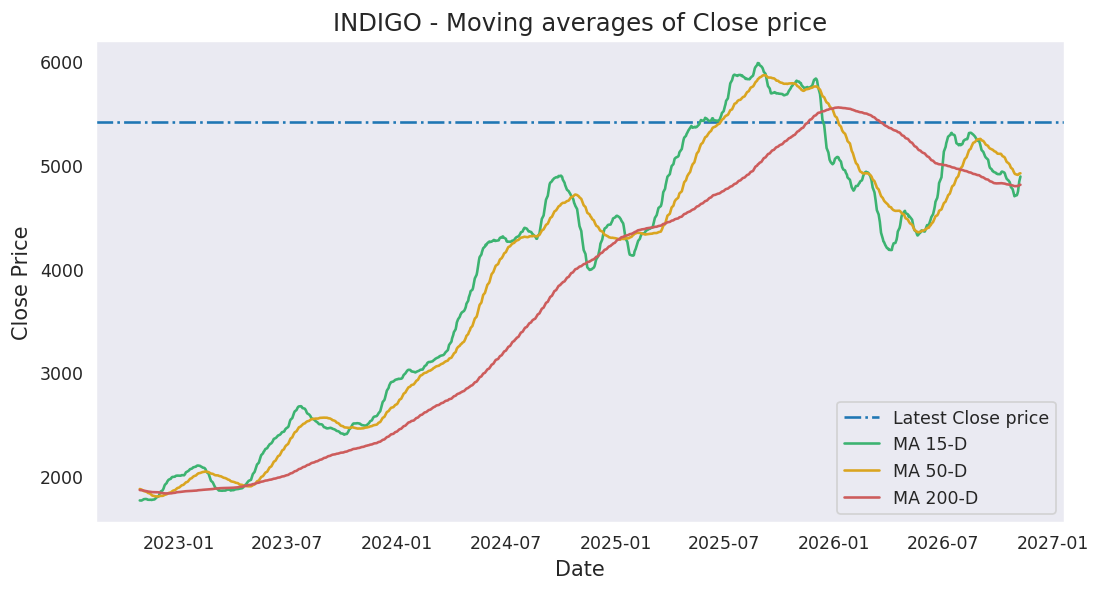 INDIGO - Moving averages of Close price
Close Price
6000
5000
4000
3000
2000
Latest Close price
MA 15-D
MA 50-D
MA 200-D
2023-01
2023-07
2024-01
2024-07
2025-01
2025-07
2026-01
2026-07
2027-01
Date